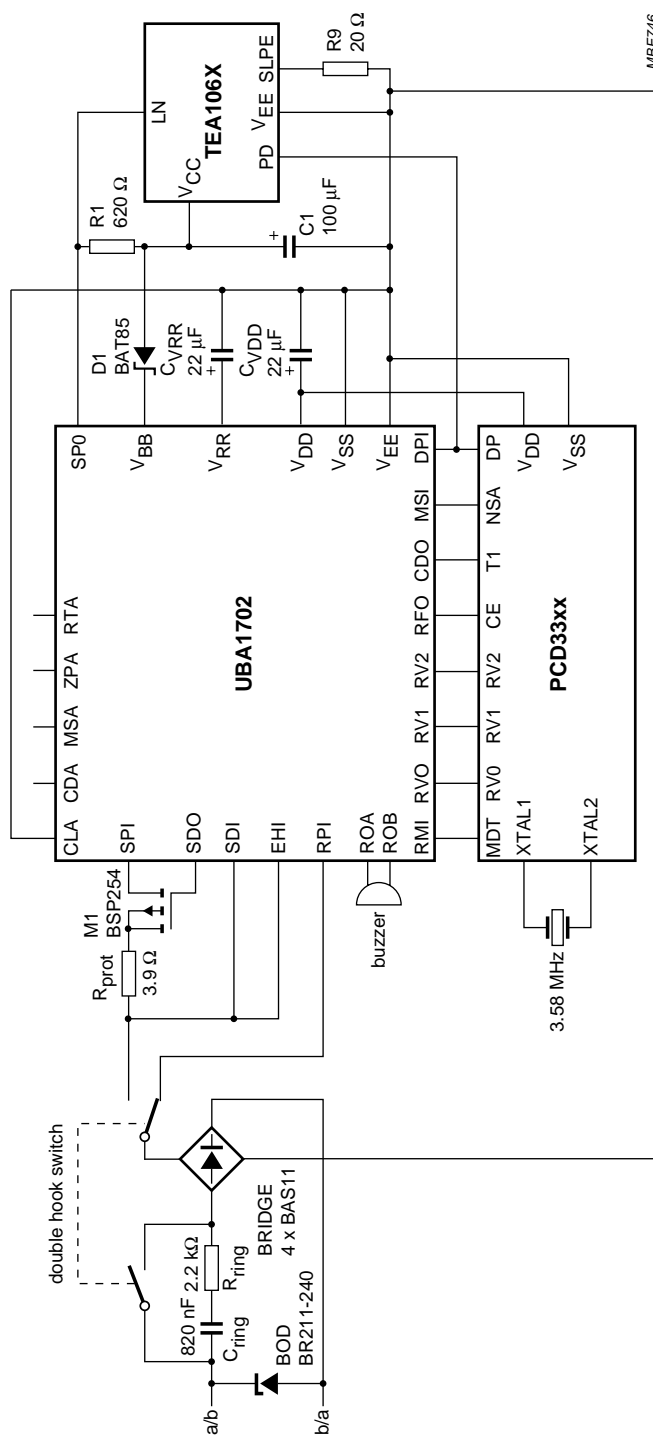 double hook switch
a/b
b/a
820 nF
2.2 kΩ
Cring
Rring
BOD
BR211-240
BRIDGE
4 x BAS11
Rprot
3.9 Ω
M1
BSP254
CLA
CDA
MSA
ZPA
RTA
SPI
SDO
SDI
EHI
RPI
ROA
ROB
buzzer
UBA1702
SP0
VBB
VRR
VDD
VSS
VEE
RMI
RVO
RV1
RV2
RFO
CDO
MSI
DPI
MDT
RV0
RV1
RV2
CE
T1
NSA
DP
XTAL1
XTAL2
3.58 MHz
PCD33xx
VDD
VSS
D1
BAT85
CVRR
22 μF
+
CVDD
22 μF
+
R1
620 Ω
+
C1
100 μF
LN
VCC
TEA106X
PD
VEE
SLPE
R9
20 Ω
MBE746